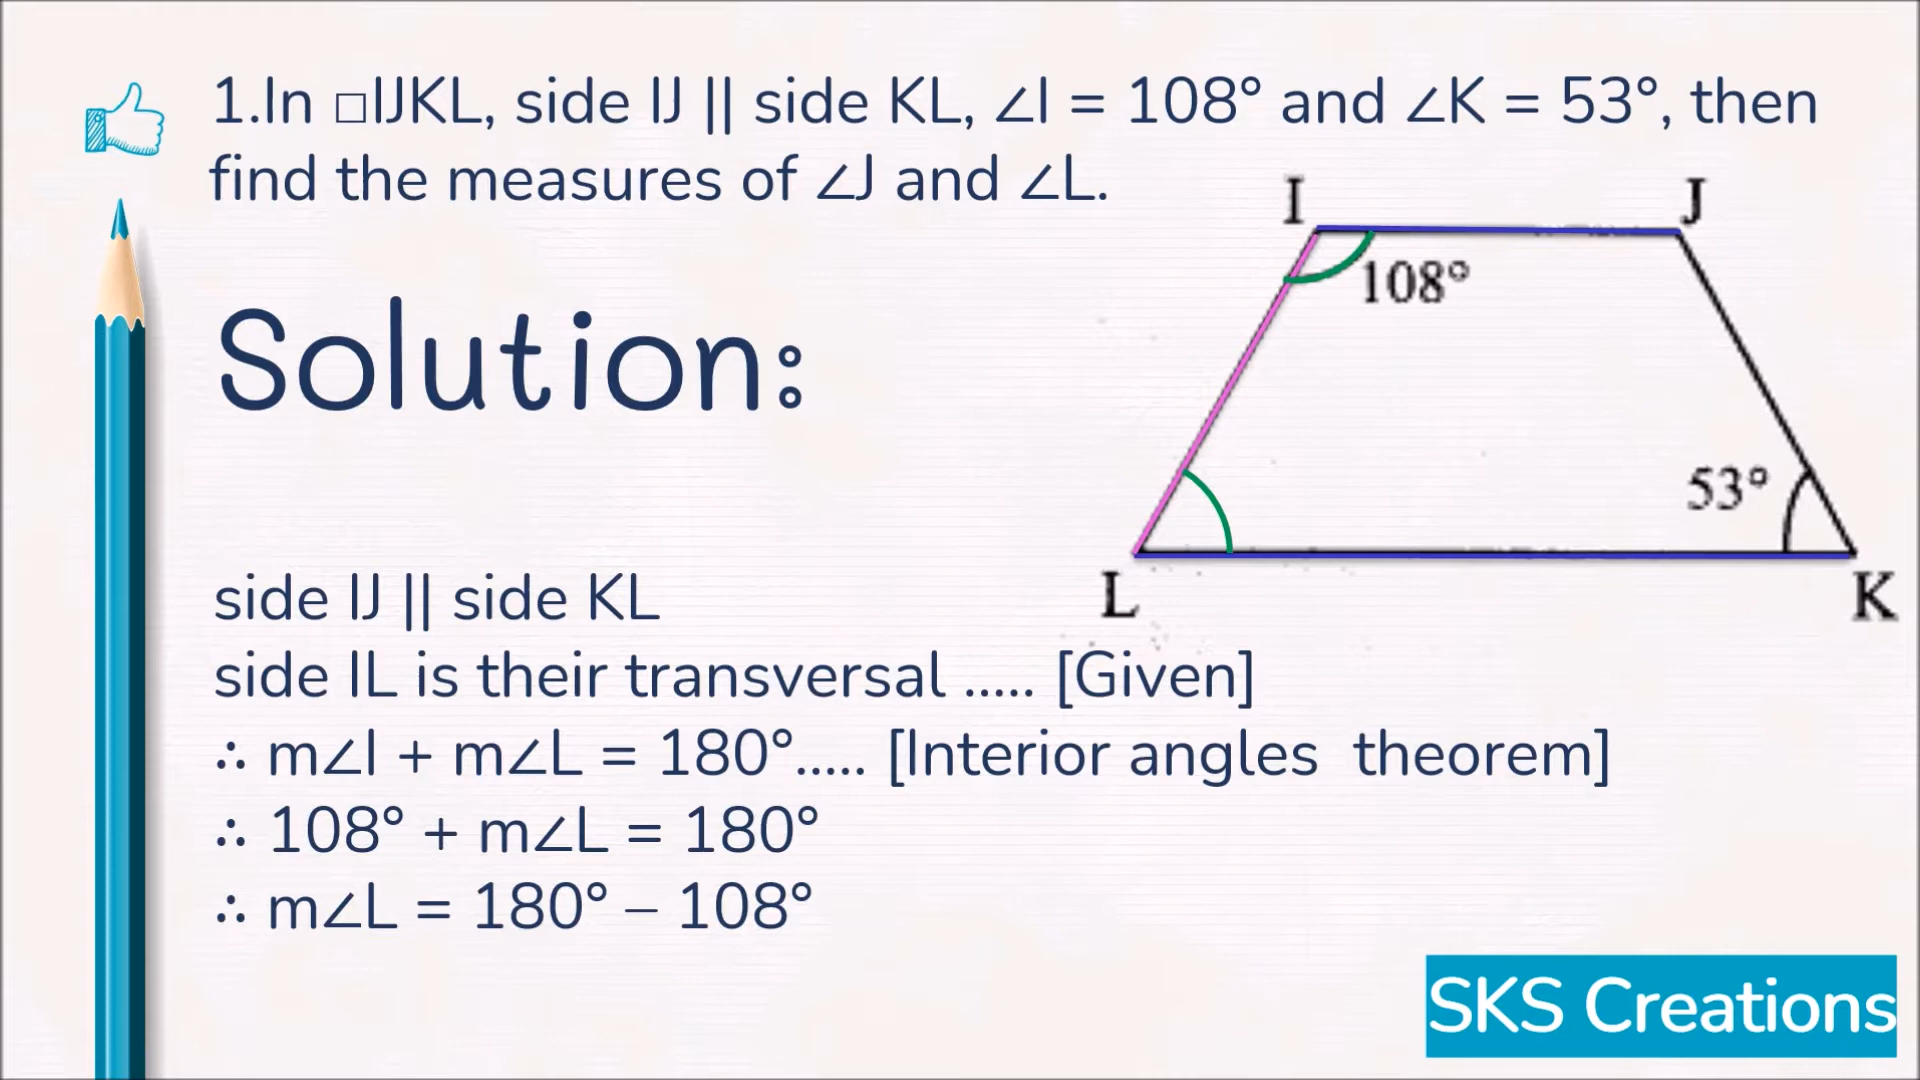 1.In □IJKL, side IJ || side KL, ∠I = 108° and ∠K = 53°, then
find the measures of ∠J and ∠L.
I
J
108°
Solution:
53°
L
K
side IJ || side KL
side IL is their transversal ..... [Given]
∴ m∠I + m∠L = 180°..... [Interior angles theorem]
∴ 108° + m∠L = 180°
∴ m∠L = 180° – 108°
SKS Creations